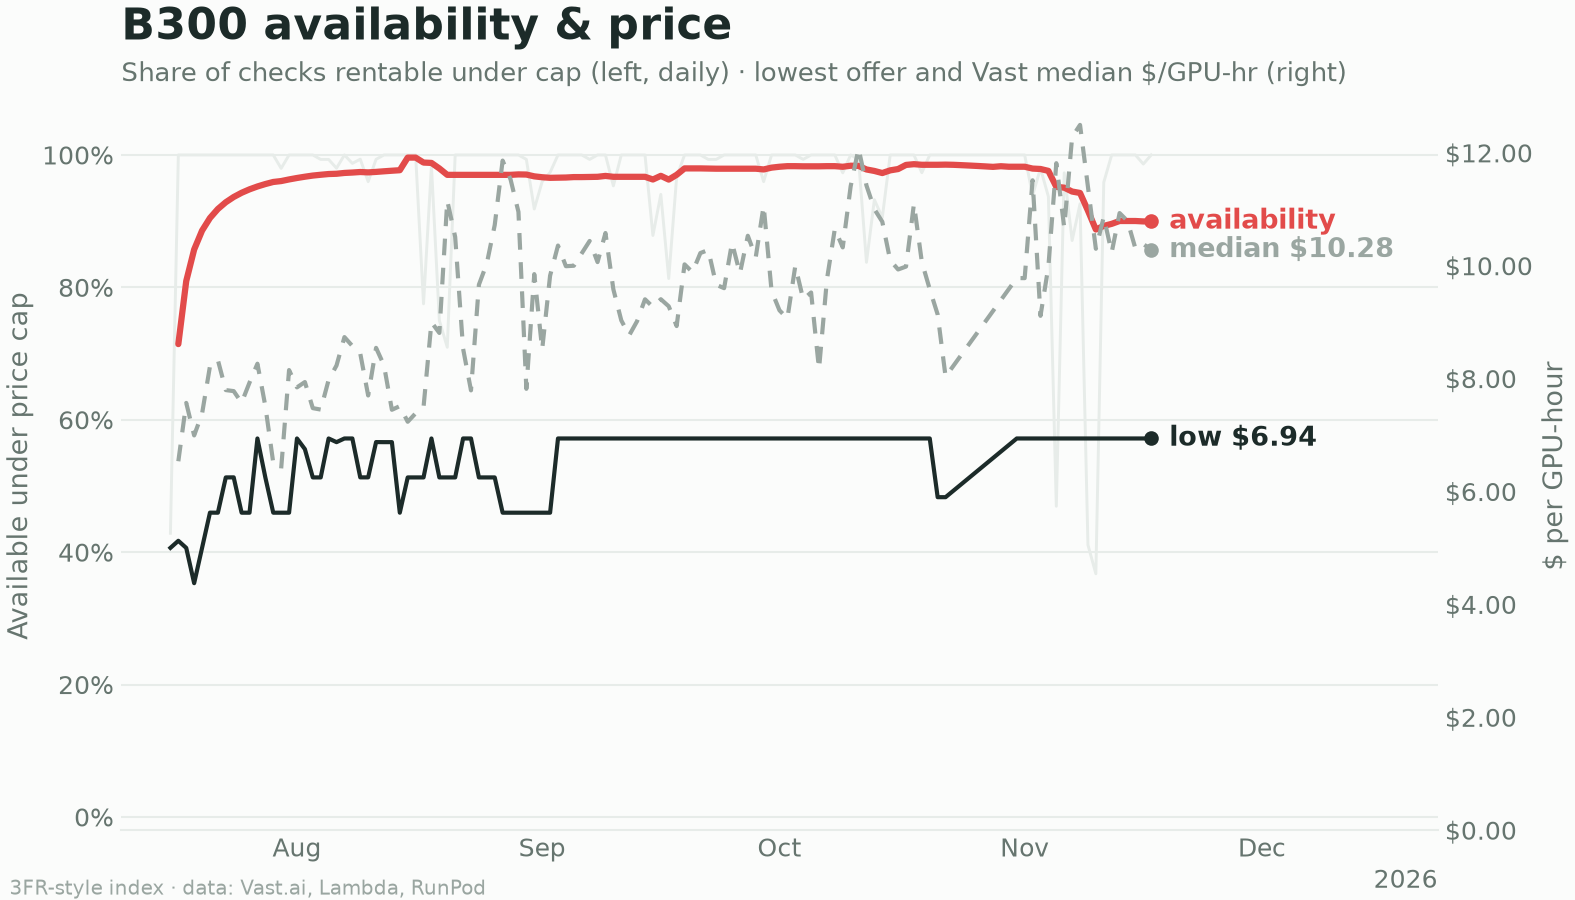 B300 availability & price
Share of checks rentable under cap (left, daily) · lowest offer and Vast median $/GPU-hr (right)
Available under price cap
100%
80%
60%
40%
20%
0%
availability
median $10.28
low $6.94
$12.00
$10.00
$8.00
$6.00
$4.00
$2.00
$0.00
$ per GPU-hour
Aug Sep Oct Nov Dec
2026
3FR-style index · data: Vast.ai, Lambda, RunPod